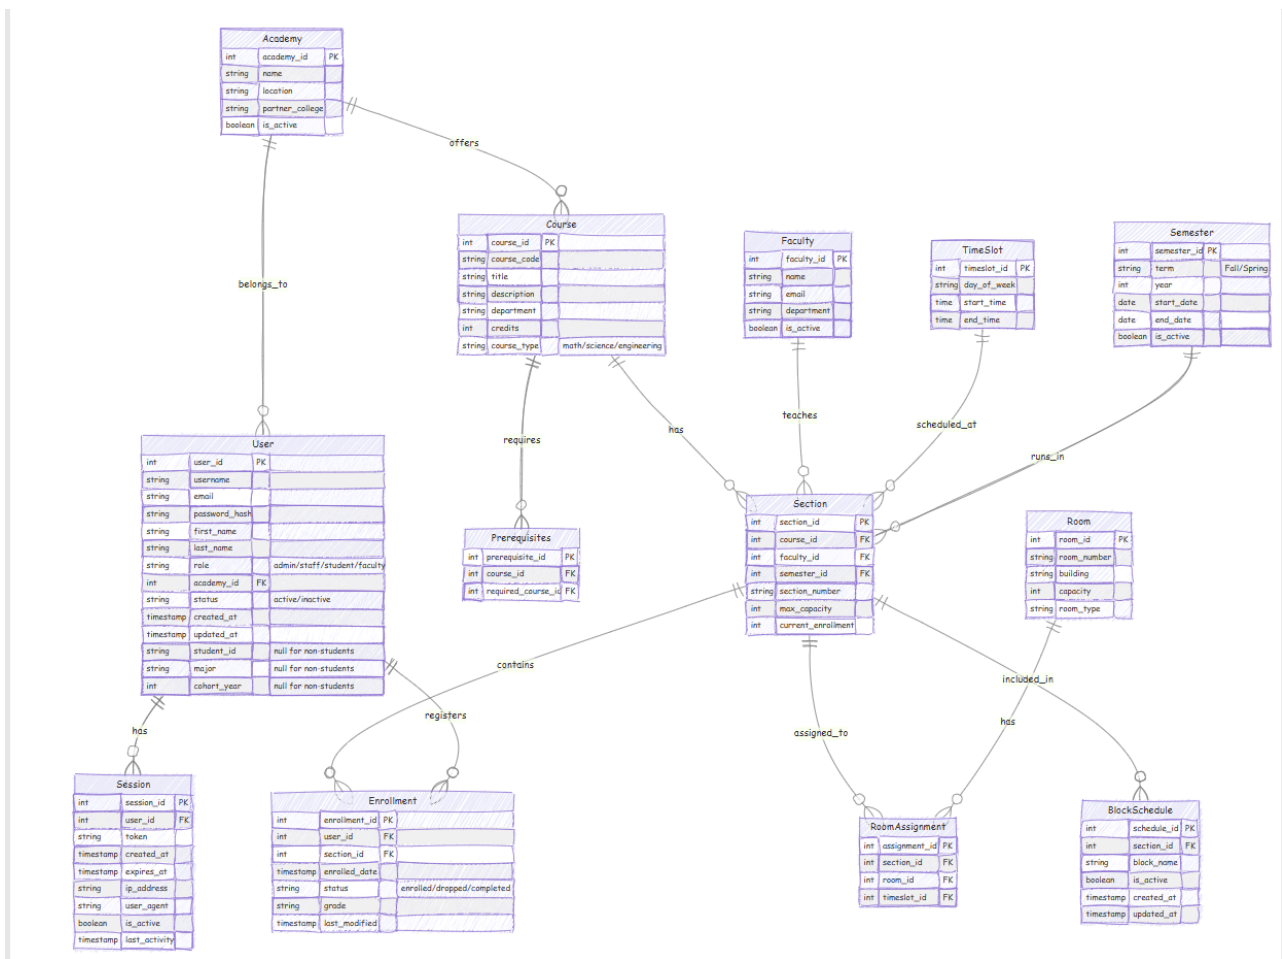 Academy
int academy_id PK
string name
string location
string partner_college
boolean is_active
offers
belongs_to
Course
int course_id PK
string course_code
string title
string description
string department
int credits
string course_type math/science/engineering
Faculty
int faculty_id PK
string name
string email
string department
boolean is_active
TimeSlot
int timeslot_id PK
string day_of_week
time start_time
time end_time
Semester
int semester_id PK
string term Fall/Spring
int year
date start_date
date end_date
boolean is_active
requires
has
teaches
scheduled_at
runs_in
User
int user_id PK
string username
string email
string password_hash
string first_name
string last_name
string role admin/staff/student/faculty
int academy_id FK
string status active/inactive
timestamp created_at
timestamp updated_at
string student_id null for non-students
string major null for non-students
int cohort_year null for non-students
Prerequisites
int prerequisite_id PK
int course_id FK
int required_course_id FK
Section
int section_id PK
int course_id FK
int faculty_id FK
int semester_id FK
string section_number
int max_capacity
int current_enrollment
Room
int room_id PK
string room_number
string building
int capacity
string room_type
contains
included_in
registers
has
assigned_to
has
Session
int session_id PK
int user_id FK
string token
timestamp created_at
timestamp expires_at
string ip_address
string user_agent
boolean is_active
timestamp last_activity
Enrollment
int enrollment_id PK
int user_id FK
int section_id FK
timestamp enrolled_date
string status enrolled/dropped/completed
string grade
timestamp last_modified
RoomAssignment
int assignment_id PK
int section_id FK
int room_id FK
int timeslot_id FK
BlockSchedule
int schedule_id PK
int section_id FK
string block_name
boolean is_active
timestamp created_at
timestamp updated_at